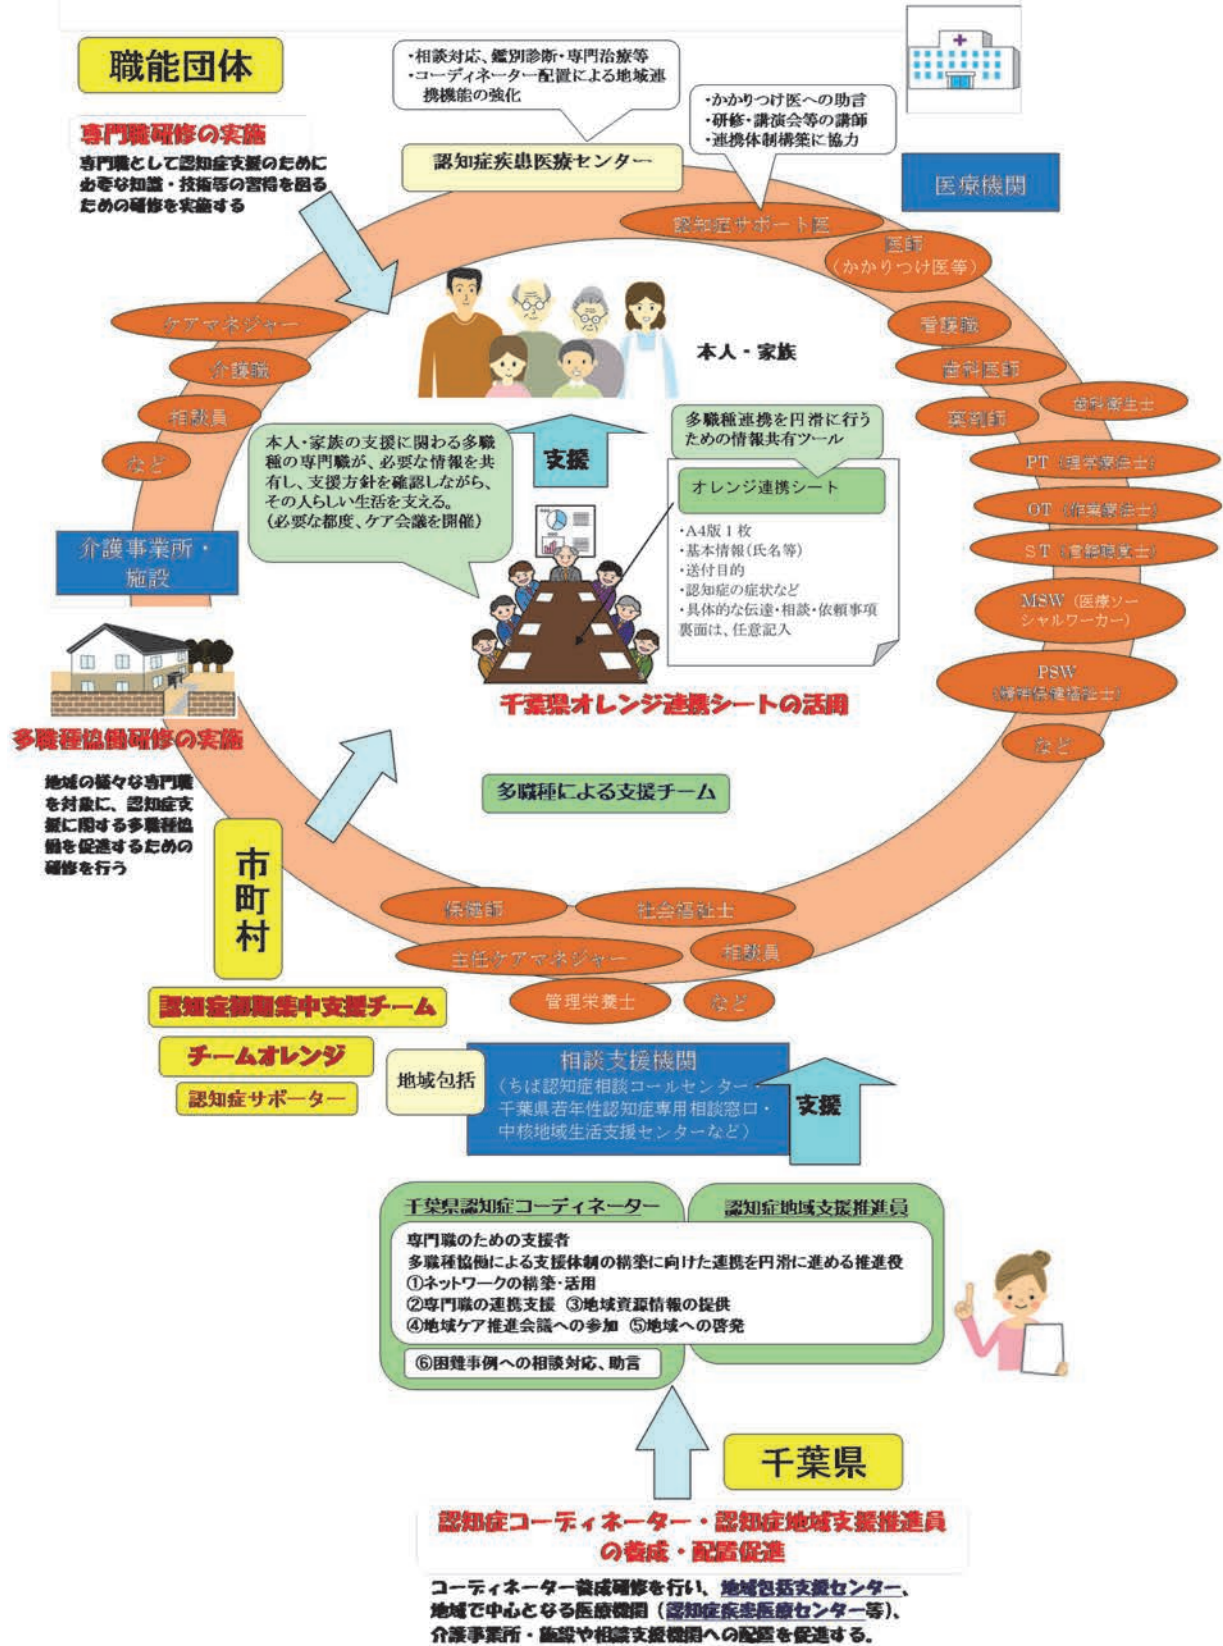 職能団体
専門職研修の実施
専門職として認知症支援のために
必要な知識・技術等の習得を図る
ための研修を実施する
・相談対応、鑑別診断・専門治療等
・コーディネーター配置による地域連
携機能の強化
認知症疾患医療センター
・かかりつけ医への助言
・研修・講演会等の講師
・連携体制構築に協力
医療機関
認知症サポート医
医師
(かかりつけ医等)
看護職
歯科医師
薬剤師
歯科衛生士
PT(理学療法士)
OT(作業療法士)
ST(言語聴覚士)
MSW(医療ソー
シャルワーカー)
PSW
(精神保健福祉士)
など
ケアマネジャー
介護職
相談員
など
介護事業所・
施設
本人・家族
支援
本人・家族の支援に関わる多職
種の専門職が、必要な情報を共
有し、支援方針を確認しながら、
その人らしい生活を支える。
(必要な都度、ケア会議を開催)
多職種連携を円滑に行う
ための情報共有ツール
オレンジ連携シート
・A4版1枚
・基本情報(氏名等)
・送付目的
・認知症の症状など
・具体的な伝達・相談・依頼事項
裏面は、任意記入
千葉県オレンジ連携シートの活用
多職種による支援チーム
多職種協働研修の実施
地域の様々な専門職
を対象に、認知症支
援に関する多職種協
働を促進するための
研修を行う
市町村
認知症初期集中支援チーム
チームオレンジ
認知症サポーター
保健師
社会福祉士
主任ケアマネジャー
相談員
管理栄養士
など
地域包括
相談支援機関
(ちば認知症相談コールセンター・
千葉県若年性認知症専用相談窓口・
中核地域生活支援センターなど)
支援
千葉県認知症コーディネーター
認知症地域支援推進員
専門職のための支援者
多職種協働による支援体制の構築に向けた連携を円滑に進める推進役
①ネットワークの構築・活用
②専門職の連携支援 ③地域資源情報の提供
④地域ケア推進会議への参加 ⑤地域への啓発
⑥困難事例への相談対応、助言
千葉県
認知症コーディネーター・認知症地域支援推進員
の養成・配置促進
コーディネーター養成研修を行い、地域包括支援センター、
地域で中心となる医療機関(認知症疾患医療センター等)、
介護事業所・施設や相談支援機関への配置を促進する。